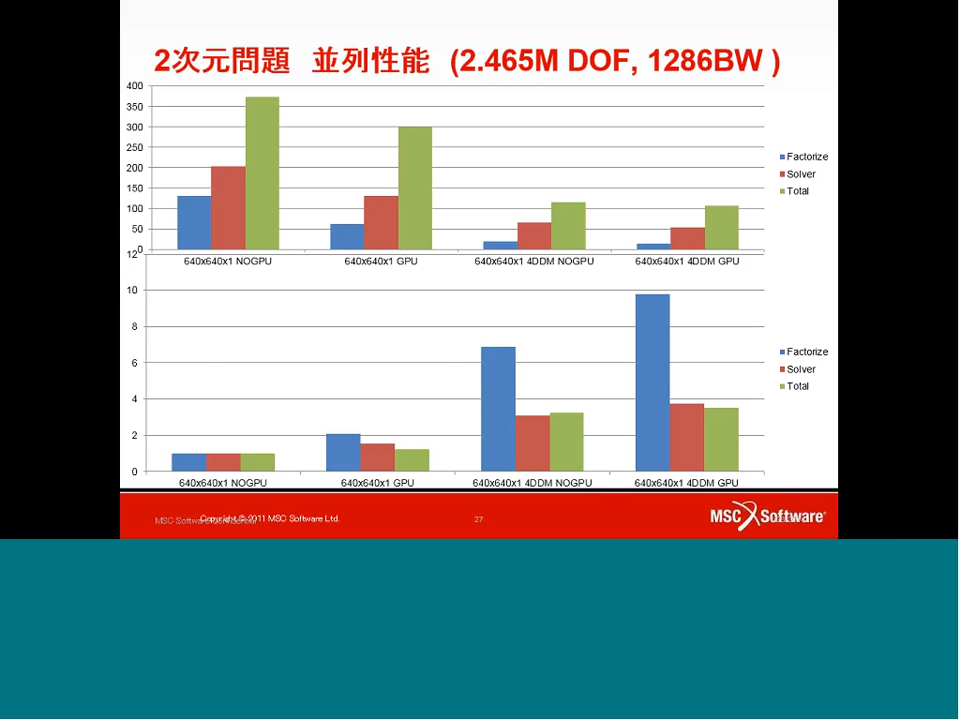 2次元問題 並列性能 (2.465M DOF, 1286BW )
400
350
300
250
200
150
100
50
0
640x640x1 NOGPU 640x640x1 GPU 640x640x1 4DDM NOGPU 640x640x1 4DDM GPU
Factorize
Solver
Total
12
10
8
6
4
2
0
640x640x1 NOGPU 640x640x1 GPU 640x640x1 4DDM NOGPU 640x640x1 4DDM GPU
Factorize
Solver
Total
MSC Software
Copyright © 2011 MSC Software Ltd.
27
MSC Software